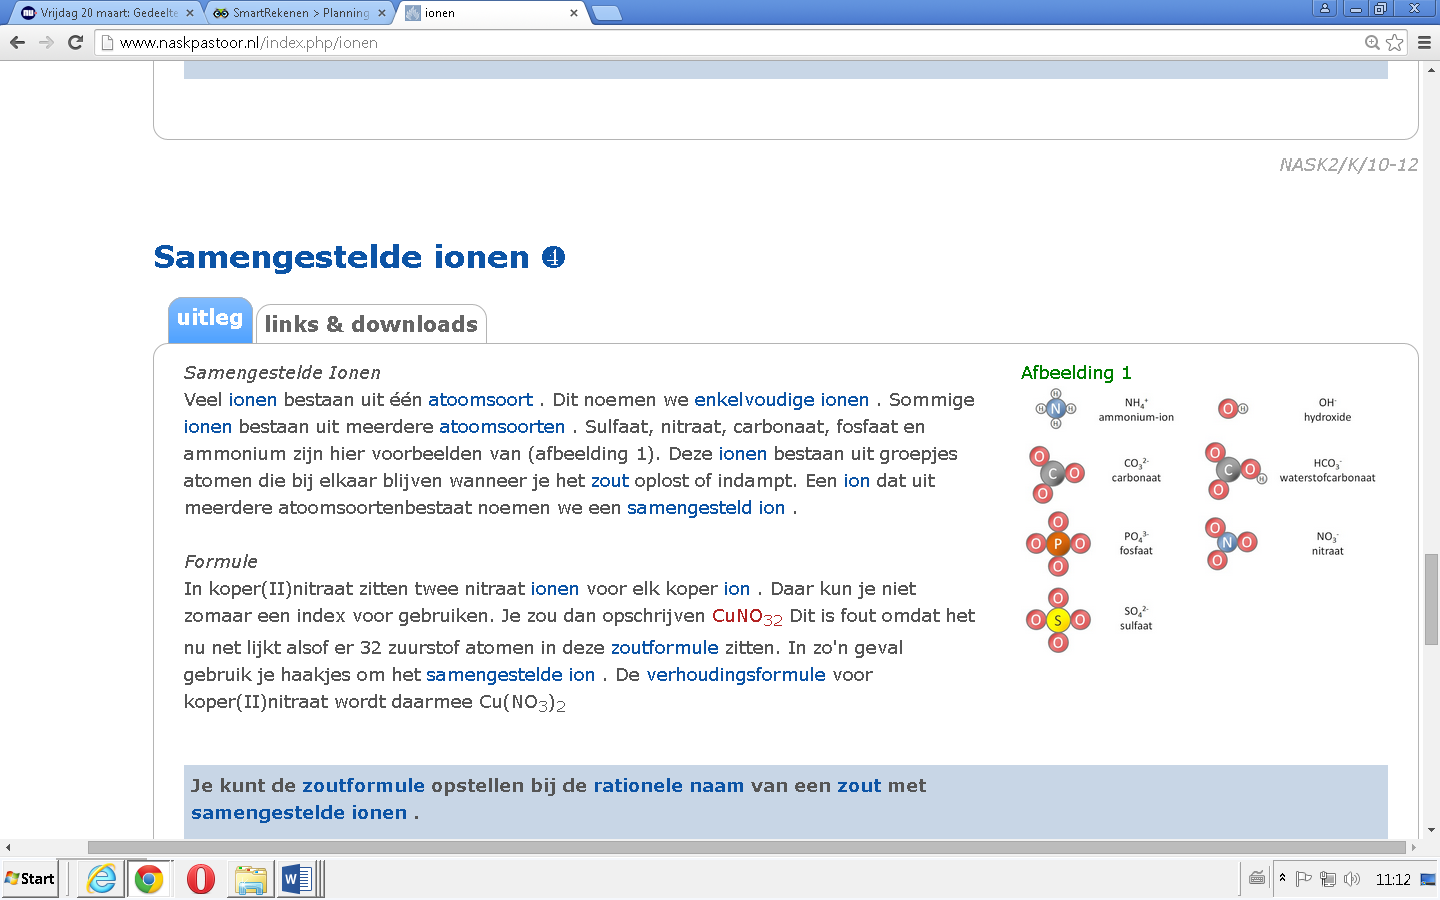 Vrijdag 20 maart: Gedeelte
SmartRekenen > Planning
ionen
www.naskpastoor.nl/index.php/ionen
NASK2/K/10-12
Samengestelde ionen ❹
uitleg
links & downloads
Samengestelde Ionen
Veel ionen bestaan uit één atoomsoort . Dit noemen we enkelvoudige ionen . Sommige
ionen bestaan uit meerdere atoomsoorten . Sulfaat, nitraat, carbonaat, fosfaat en
ammonium zijn hier voorbeelden van (afbeelding 1). Deze ionen bestaan uit groepjes
atomen die bij elkaar blijven wanneer je het zout oplost of indampt. Een ion dat uit
meerdere atoomsoortenbestaat noemen we een samengesteld ion .
Formule
In koper(II)nitraat zitten twee nitraat ionen voor elk koper ion . Daar kun je niet
zomaar een index voor gebruiken. Je zou dan opschrijven CuNO₃₂ Dit is fout omdat het
nu net lijkt alsof er 32 zuurstof atomen in deze zoutformule zitten. In zo'n geval
gebruik je haakjes om het samengestelde ion . De verhoudingsformule voor
koper(II)nitraat wordt daarmee Cu(NO₃)₂
Afbeelding 1
H
H N H
H
NH₄⁺
ammonium-ion
O H
OH⁻
hydroxide
O
C O
O
CO₃²⁻
carbonaat
O
C O
O H
HCO₃⁻
waterstofcarbonaat
O
O P O
O
PO₄³⁻
fosfaat
O
N O
O
NO₃⁻
nitraat
O
O S O
O
SO₄²⁻
sulfaat
Je kunt de zoutformule opstellen bij de rationele naam van een zout met
samengestelde ionen .
Start
11:12